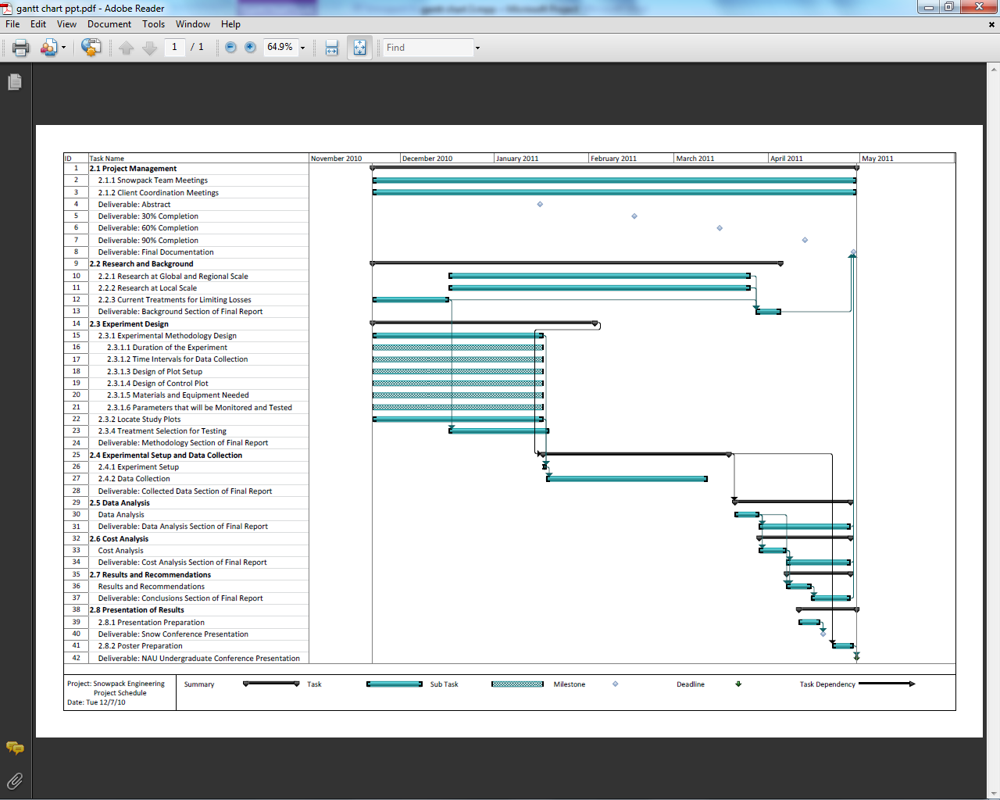 gantt chart ppt.pdf - Adobe Reader
File Edit View Document Tools Window Help
1 / 1 64.9% Find
ID Task Name November 2010 December 2010 January 2011 February 2011 March 2011 April 2011 May 2011
1 2.1 Project Management
2 2.1.1 Snowpack Team Meetings
3 2.1.2 Client Coordination Meetings
4 Deliverable: Abstract
5 Deliverable: 30% Completion
6 Deliverable: 60% Completion
7 Deliverable: 90% Completion
8 Deliverable: Final Documentation
9 2.2 Research and Background
10 2.2.1 Research at Global and Regional Scale
11 2.2.2 Research at Local Scale
12 2.2.3 Current Treatments for Limiting Losses
13 Deliverable: Background Section of Final Report
14 2.3 Experiment Design
15 2.3.1 Experimental Methodology Design
16 2.3.1.1 Duration of the Experiment
17 2.3.1.2 Time Intervals for Data Collection
18 2.3.1.3 Design of Plot Setup
19 2.3.1.4 Design of Control Plot
20 2.3.1.5 Materials and Equipment Needed
21 2.3.1.6 Parameters that will be Monitored and Tested
22 2.3.2 Locate Study Plots
23 2.3.4 Treatment Selection for Testing
24 Deliverable: Methodology Section of Final Report
25 2.4 Experimental Setup and Data Collection
26 2.4.1 Experiment Setup
27 2.4.2 Data Collection
28 Deliverable: Collected Data Section of Final Report
29 2.5 Data Analysis
30 Data Analysis
31 Deliverable: Data Analysis Section of Final Report
32 2.6 Cost Analysis
33 Cost Analysis
34 Deliverable: Cost Analysis Section of Final Report
35 2.7 Results and Recommendations
36 Results and Recommendations
37 Deliverable: Conclusions Section of Final Report
38 2.8 Presentation of Results
39 2.8.1 Presentation Preparation
40 Deliverable: Snow Conference Presentation
41 2.8.2 Poster Preparation
42 Deliverable: NAU Undergraduate Conference Presentation
Project: Snowpack Engineering
Project Schedule
Date: Tue 12/7/10
Summary Task Sub Task Milestone Deadline Task Dependency